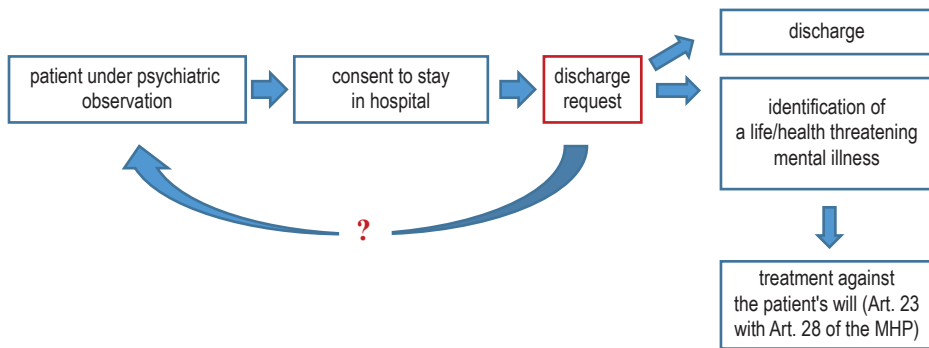 patient under psychiatric
observation
consent to stay
in hospital
discharge
request
discharge
identification of
a life/health threatening
mental illness
?
treatment against
the patient's will (Art. 23
with Art. 28 of the MHP)